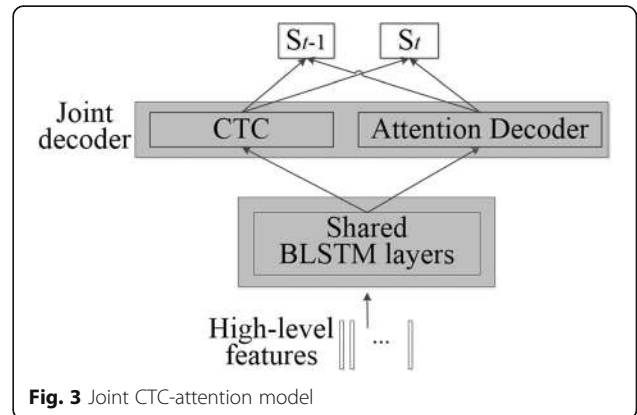 St-1 St
Joint
decoder
CTC
Attention Decoder
Shared
BLSTM layers
High-level
features
...
Fig. 3 Joint CTC-attention model